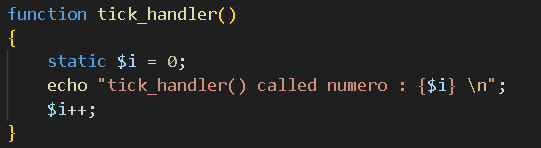 function tick_handler()
{
    static $i = 0;
    echo "tick_handler() called numero : {$i} \n";
    $i++;
}